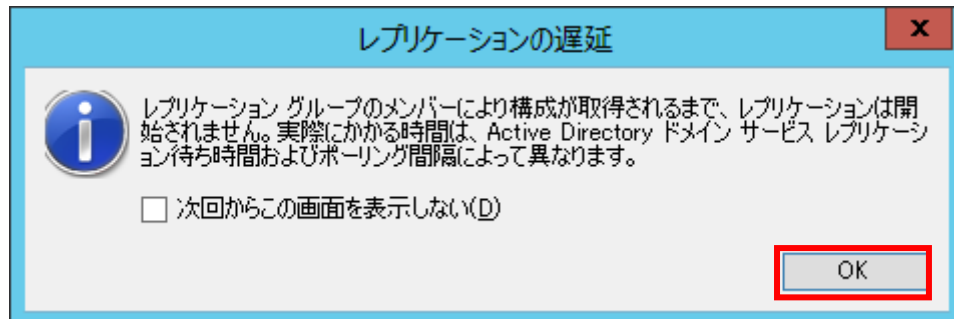 レプリケーションの遅延
x
レプリケーション グループのメンバーにより構成が取得されるまで、レプリケーションは開
始されません。実際にかかる時間は、Active Directory ドメイン サービス レプリケーシ
ョン待ち時間およびポーリング間隔によって異なります。
次回からこの画面を表示しない(D)
OK